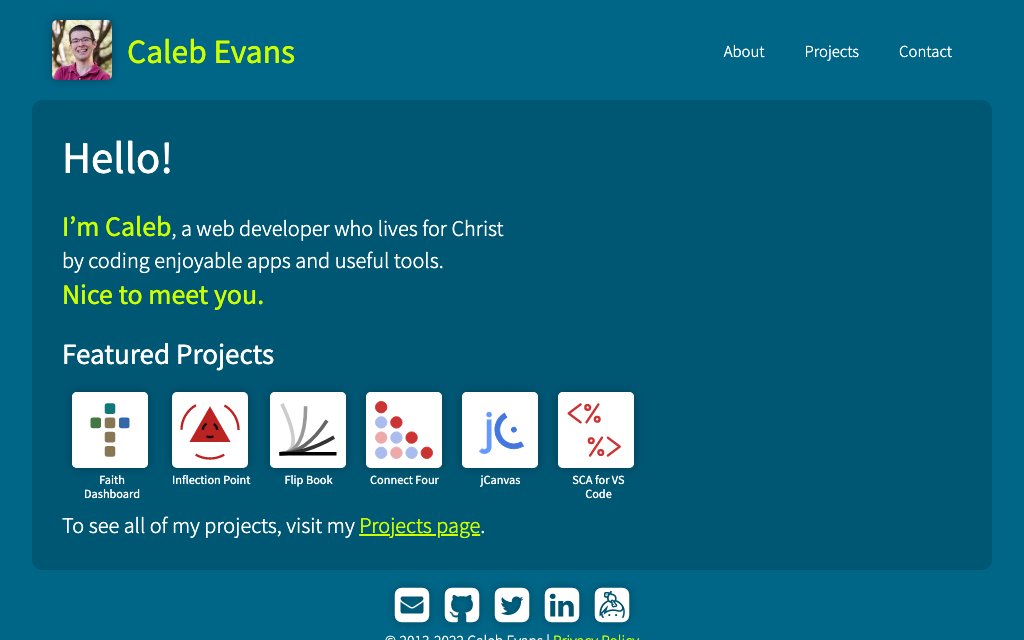 Caleb Evans
About
Projects
Contact
Hello!
I’m Caleb, a web developer who lives for Christ
by coding enjoyable apps and useful tools.
Nice to meet you.
Featured Projects
jC
<%
%>
Faith
Dashboard
Inflection Point
Flip Book
Connect Four
jCanvas
SCA for VS
Code
To see all of my projects, visit my Projects page.
in
© 2013-2022 Caleb Evans | Privacy Policy